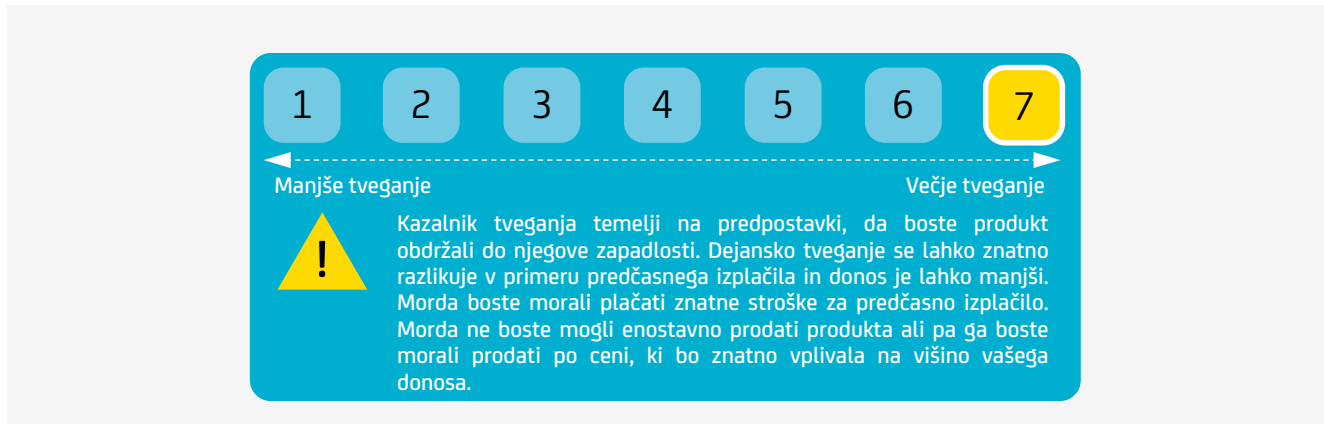 1 2 3 4 5 6 7
Manjše tveganje Večje tveganje
! Kazalnik tveganja temelji na predpostavki, da boste produkt
obdržali do njegove zapadlosti. Dejansko tveganje se lahko znatno
razlikuje v primeru predčasnega izplačila in donos je lahko manjši.
Morda boste morali plačati znatne stroške za predčasno izplačilo.
Morda ne boste mogli enostavno prodati produkta ali pa ga boste
morali prodati po ceni, ki bo znatno vplivala na višino vašega
donosa.